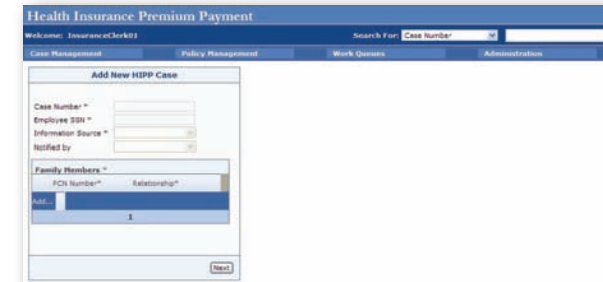 Health Insurance Premium Payment
Welcome: InsuranceClerk01 Search For: Case Number
Case Management Policy Management Work Queues Administration
Add New HIPP Case
Case Number *
Employee SSN *
Information Source *
Notified by
Family Members *
PCN Number* Relationship*
Add...
1
Next